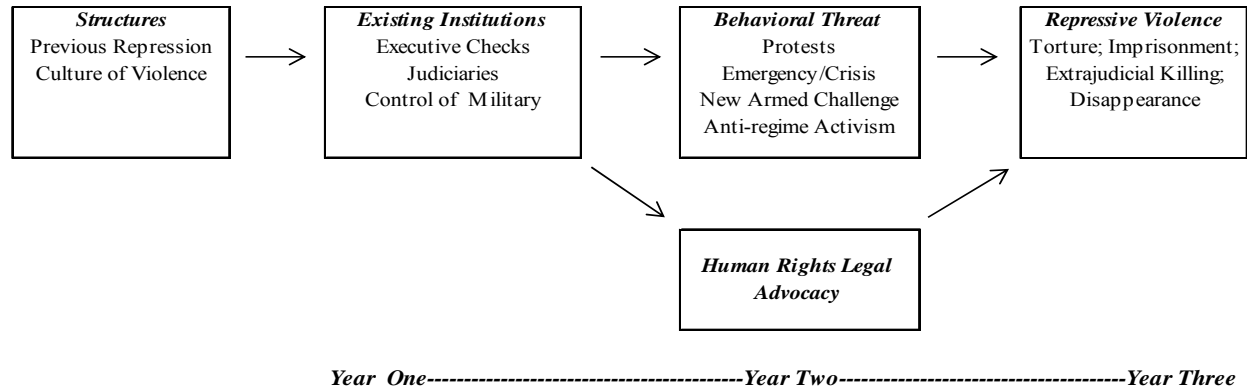 Structures
Previous Repression
Culture of Violence
Existing Institutions
Executive Checks
Judiciaries
Control of Military
Behavioral Threat
Protests
Emergency/Crisis
New Armed Challenge
Anti-regime Activism
Repressive Violence
Torture; Imprisonment;
Extrajudicial Killing;
Disappearance
Human Rights Legal
Advocacy
Year One------------------------------------------Year Two--------------------------------------Year Three